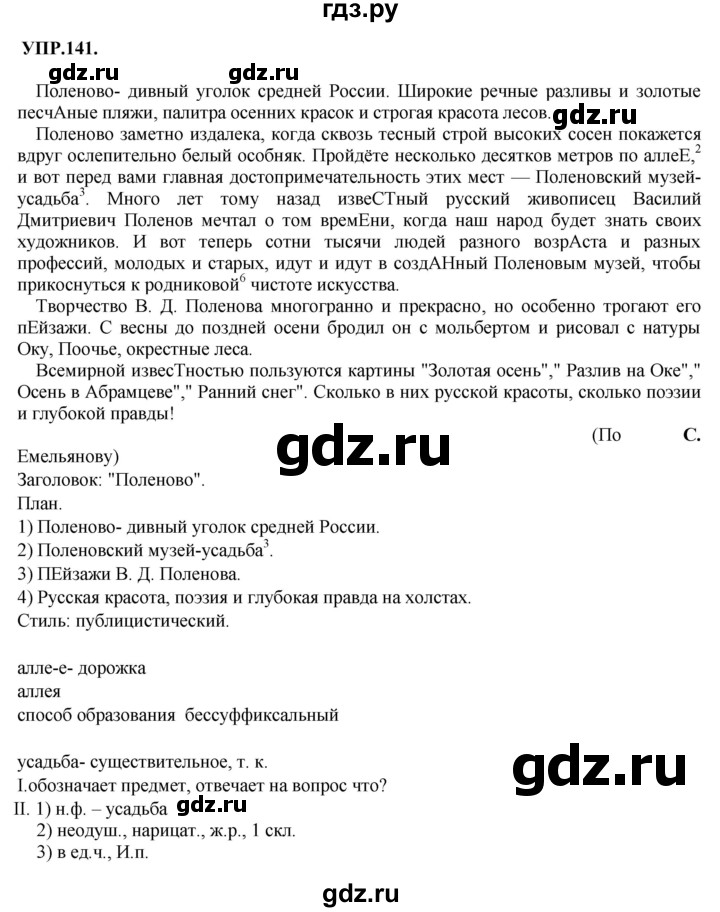 гдз.ру
УПР.141.
Поленово- дивный уголок средней России. Широкие речные разливы и золотые
песчАные пляжи, палитра осенних красок и строгая красота лесов.
Поленово заметно издалека, когда сквозь тесный строй высоких сосен покажется
вдруг ослепительно белый особняк. Пройдёте несколько десятков метров по аллеЕ,2
и вот перед вами главная достопримечательность этих мест — Поленовский музей-
усадьба3. Много лет тому назад извеСТный русский живописец Василий
Дмитриевич Поленов мечтал о том времЕни, когда наш народ будет знать своих
художников. И вот теперь сотни тысячи людей разного возрАста и разных
профессий, молодых и старых, идут и идут в создАННый Поленовым музей, чтобы
прикоснуться к родниковой6 чистоте искусства.
Творчество В. Д. Поленова многогранно и прекрасно, но особенно трогают его
пЕйзажи. С весны до поздней осени бродил он с мольбертом и рисовал с натуры
Оку, Поочье, окрестные леса.
Всемирной извесТностью пользуются картины "Золотая осень"," Разлив на Оке","
Осень в Абрамцеве"," Ранний снег". Сколько в них русской красоты, сколько поэзии
и глубокой правды!
(По С.
Емельянову)
Заголовок: "Поленово".
План.
1) Поленово- дивный уголок средней России.
2) Поленовский музей-усадьба3.
3) ПЕйзажи В. Д. Поленова.
4) Русская красота, поэзия и глубокая правда на холстах.
Стиль: публицистический.
алле-е- дорожка
аллея
способ образования бессуффиксальный
усадьба- существительное, т. к.
I.обозначает предмет, отвечает на вопрос что?
II. 1) н.ф. – усадьба
2) неодуш., нарицат., ж.р., 1 скл.
3) в ед.ч., И.п.
gdz.ru
gdz.ru
gdz.ru
gdz.ru
gdz.ru
gdz.ru
gdz.ru
gdz.ru
gdz.ru
gdz.ru